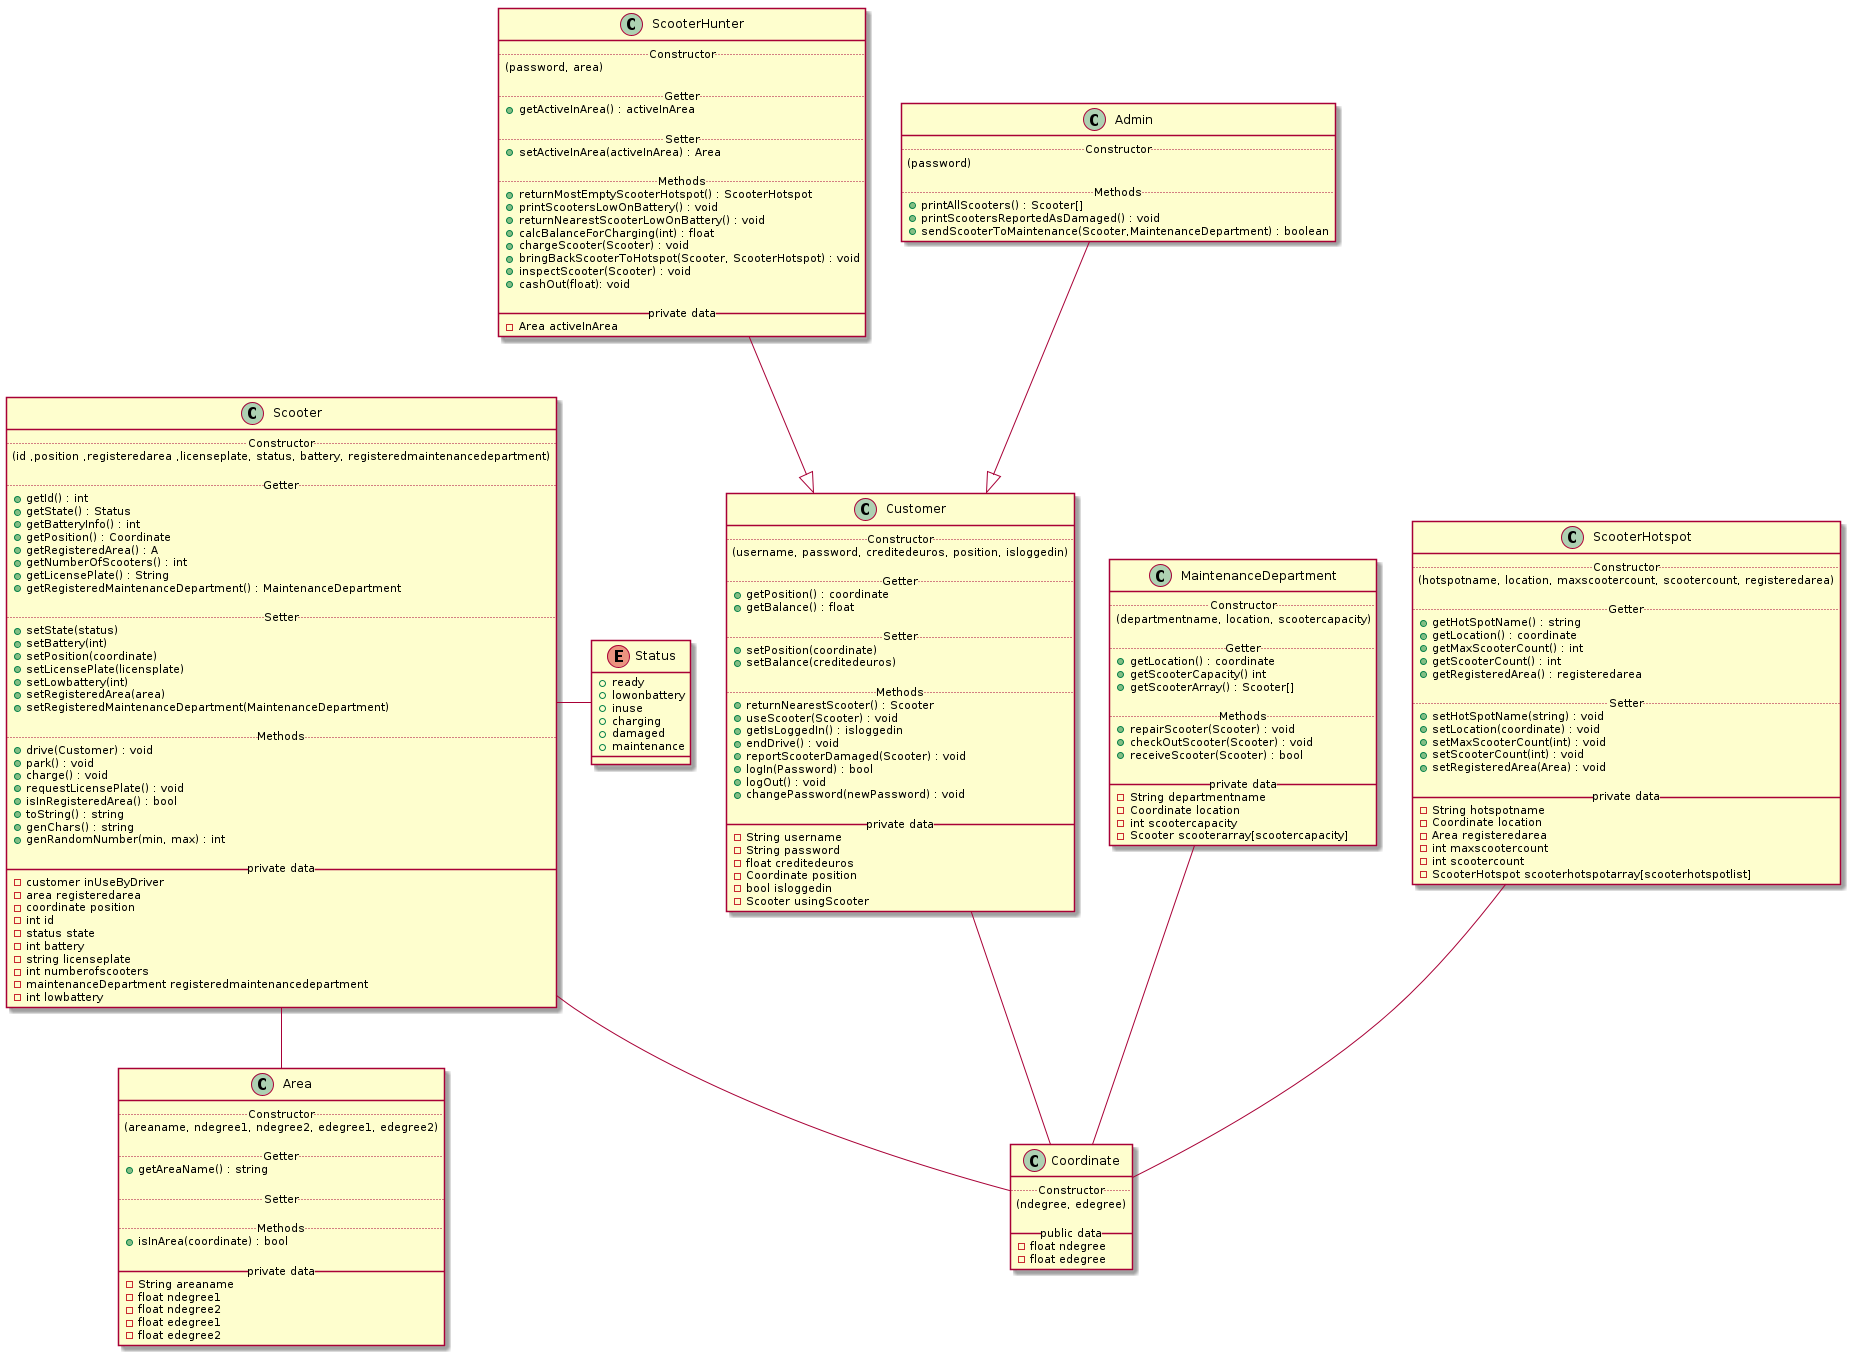 ScooterHunter
Constructor
(password, area)
Getter
getActiveInArea() : activeInArea
Setter
setActiveInArea(activeInArea) : Area
Methods
returnMostEmptyScooterHotspot() : ScooterHotspot
printScootersLowOnBattery() : void
returnNearestScooterLowOnBattery() : void
calcBalanceForCharging(int) : float
chargeScooter(Scooter) : void
bringBackScooterToHotspot(Scooter, ScooterHotspot) : void
inspectScooter(Scooter) : void
cashOut(float): void
private data
Area activeInArea
Admin
Constructor
(password)
Methods
printAllScooters() : Scooter[]
printScootersReportedAsDamaged() : void
sendScooterToMaintenance(Scooter,MaintenanceDepartment) : boolean
Scooter
Constructor
(id ,position ,registeredarea ,licenseplate, status, battery, registeredmaintenancedepartment)
Getter
getId() : int
getState() : Status
getBatteryInfo() : int
getPosition() : Coordinate
getRegisteredArea() : A
getNumberOfScooters() : int
getLicensePlate() : String
getRegisteredMaintenanceDepartment() : MaintenanceDepartment
Setter
setState(status)
setBattery(int)
setPosition(coordinate)
setLicensePlate(licensplate)
setLowbattery(int)
setRegisteredArea(area)
setRegisteredMaintenanceDepartment(MaintenanceDepartment)
Methods
drive(Customer) : void
park() : void
charge() : void
requestLicensePlate() : void
isInRegisteredArea() : bool
toString() : string
genChars() : string
genRandomNumber(min, max) : int
private data
customer inUseByDriver
area registeredarea
coordinate position
int id
status state
int battery
string licenseplate
int numberofscooters
maintenanceDepartment registeredmaintenancedepartment
int lowbattery
Status
ready
lowonbattery
inuse
charging
damaged
maintenance
Customer
Constructor
(username, password, creditedeuros, position, isloggedin)
Getter
getPosition() : coordinate
getBalance() : float
Setter
setPosition(coordinate)
setBalance(creditedeuros)
Methods
returnNearestScooter() : Scooter
useScooter(Scooter) : void
getIsLoggedIn() : isloggedin
endDrive() : void
reportScooterDamaged(Scooter) : void
logIn(Password) : bool
logOut() : void
changePassword(newPassword) : void
private data
String username
String password
float creditedeuros
Coordinate position
bool isloggedin
Scooter usingScooter
MaintenanceDepartment
Constructor
(departmentname, location, scootercapacity)
Getter
getLocation() : coordinate
getScooterCapacity() int
getScooterArray() : Scooter[]
Methods
repairScooter(Scooter) : void
checkOutScooter(Scooter) : void
receiveScooter(Scooter) : bool
private data
String departmentname
Coordinate location
int scootercapacity
Scooter scooterarray[scootercapacity]
ScooterHotspot
Constructor
(hotspotname, location, maxscootercount, scootercount, registeredarea)
Getter
getHotSpotName() : string
getLocation() : coordinate
getMaxScooterCount() : int
getScooterCount() : int
getRegisteredArea() : registeredarea
Setter
setHotSpotName(string) : void
setLocation(coordinate) : void
setMaxScooterCount(int) : void
setScooterCount(int) : void
setRegisteredArea(Area) : void
private data
String hotspotname
Coordinate location
Area registeredarea
int maxscootercount
int scootercount
ScooterHotspot scooterhotspotarray[scooterhotspotlist]
Area
Constructor
(areaname, ndegree1, ndegree2, edegree1, edegree2)
Getter
getAreaName() : string
Setter
Methods
isInArea(coordinate) : bool
private data
String areaname
float ndegree1
float ndegree2
float edegree1
float edegree2
Coordinate
Constructor
(ndegree, edegree)
public data
float ndegree
float edegree